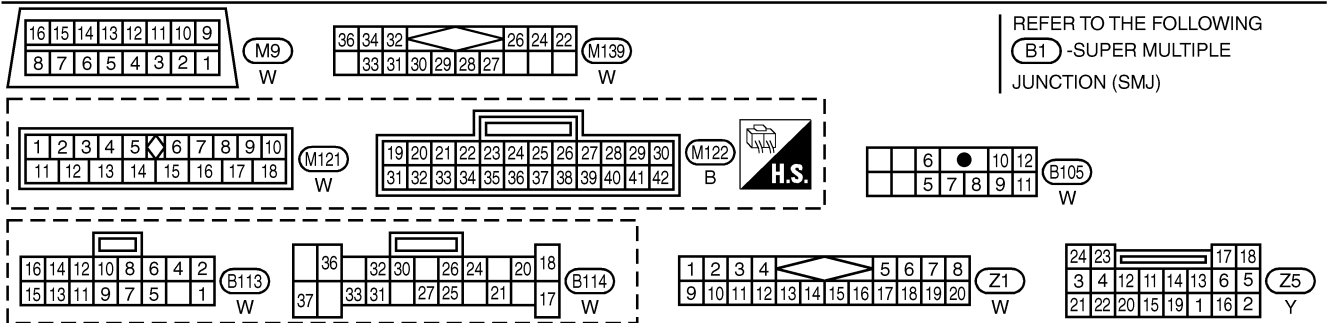 16 15 14 13 12 11 10 9
8 7 6 5 4 3 2 1
M9
W
36 34 32 26 24 22
33 31 30 29 28 27
M139
W
REFER TO THE FOLLOWING
B1 -SUPER MULTIPLE
JUNCTION (SMJ)
1 2 3 4 5 6 7 8 9 10
11 12 13 14 15 16 17 18
M121
W
19 20 21 22 23 24 25 26 27 28 29 30
31 32 33 34 35 36 37 38 39 40 41 42
M122
B
H.S.
6 10 12
5 7 8 9 11
B105
W
16 14 12 10 8 6 4 2
15 13 11 9 7 5 1
B113
W
36 32 30 26 24 20 18
37 33 31 27 25 21 17
B114
W
1 2 3 4 5 6 7 8
9 10 11 12 13 14 15 16 17 18 19 20
Z1
W
24 23 17 18
3 4 12 11 14 13 6 5
21 22 20 15 19 1 16 2
Z5
Y